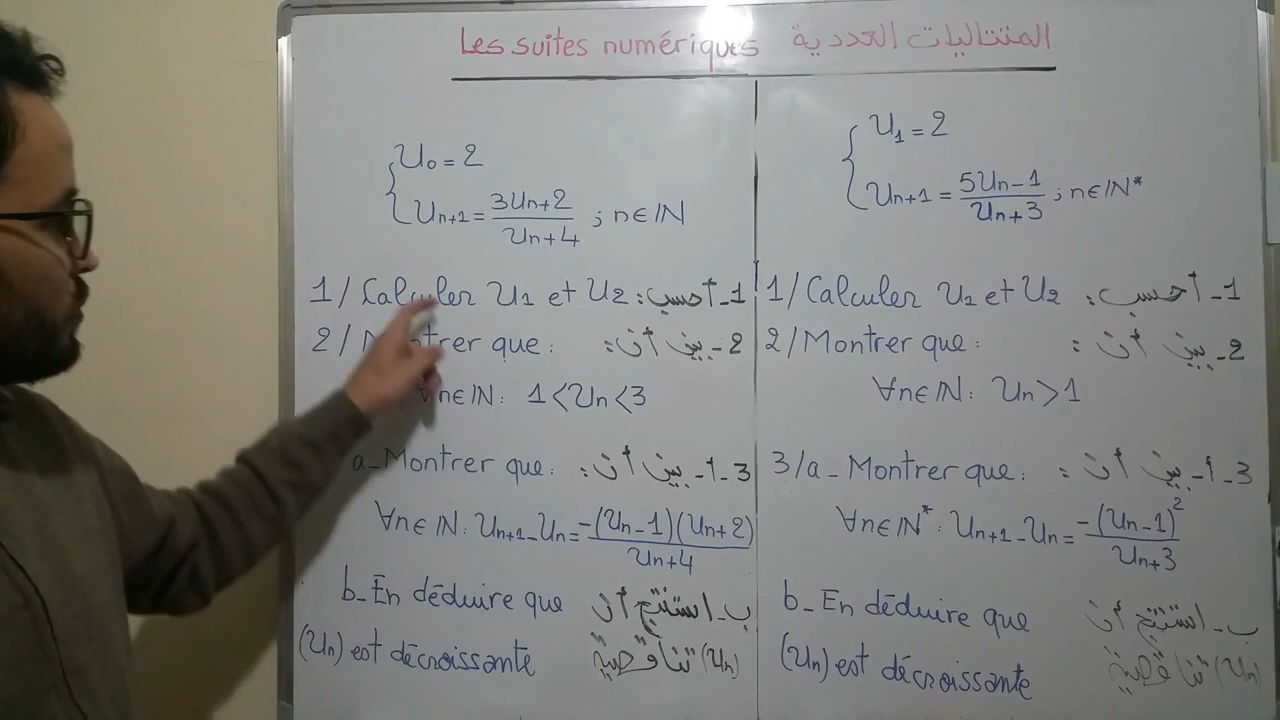 Les suites numériques المتتاليات العددية
U0 = 2
Un+1 = (3Un+2)/(Un+4) ; n∈IN
1/ Calculer U1 et U2 : 1-أحسب
2/ Montrer que : 2-بين أن :
∀n∈IN : 1<Un<3
a- Montrer que : 3-أ-بين أن :
∀n∈IN : Un+1-Un = -(Un-1)(Un+2)/(Un+4)
b- En déduire que ب-استنتج أن
(Un) est décroissante (Un) تناقصية
U1 = 2
Un+1 = (5Un-1)/(Un+3) ; n∈IN*
1/ Calculer U1 et U2 : 1-أحسب
2/ Montrer que : 2-بين أن :
∀n∈IN : Un>1
3/a- Montrer que : 3-أ-بين أن :
∀n∈IN* : Un+1-Un = -(Un-1)²/(Un+3)
b- En déduire que ب-استنتج أن
(Un) est décroissante (Un) تناقصية